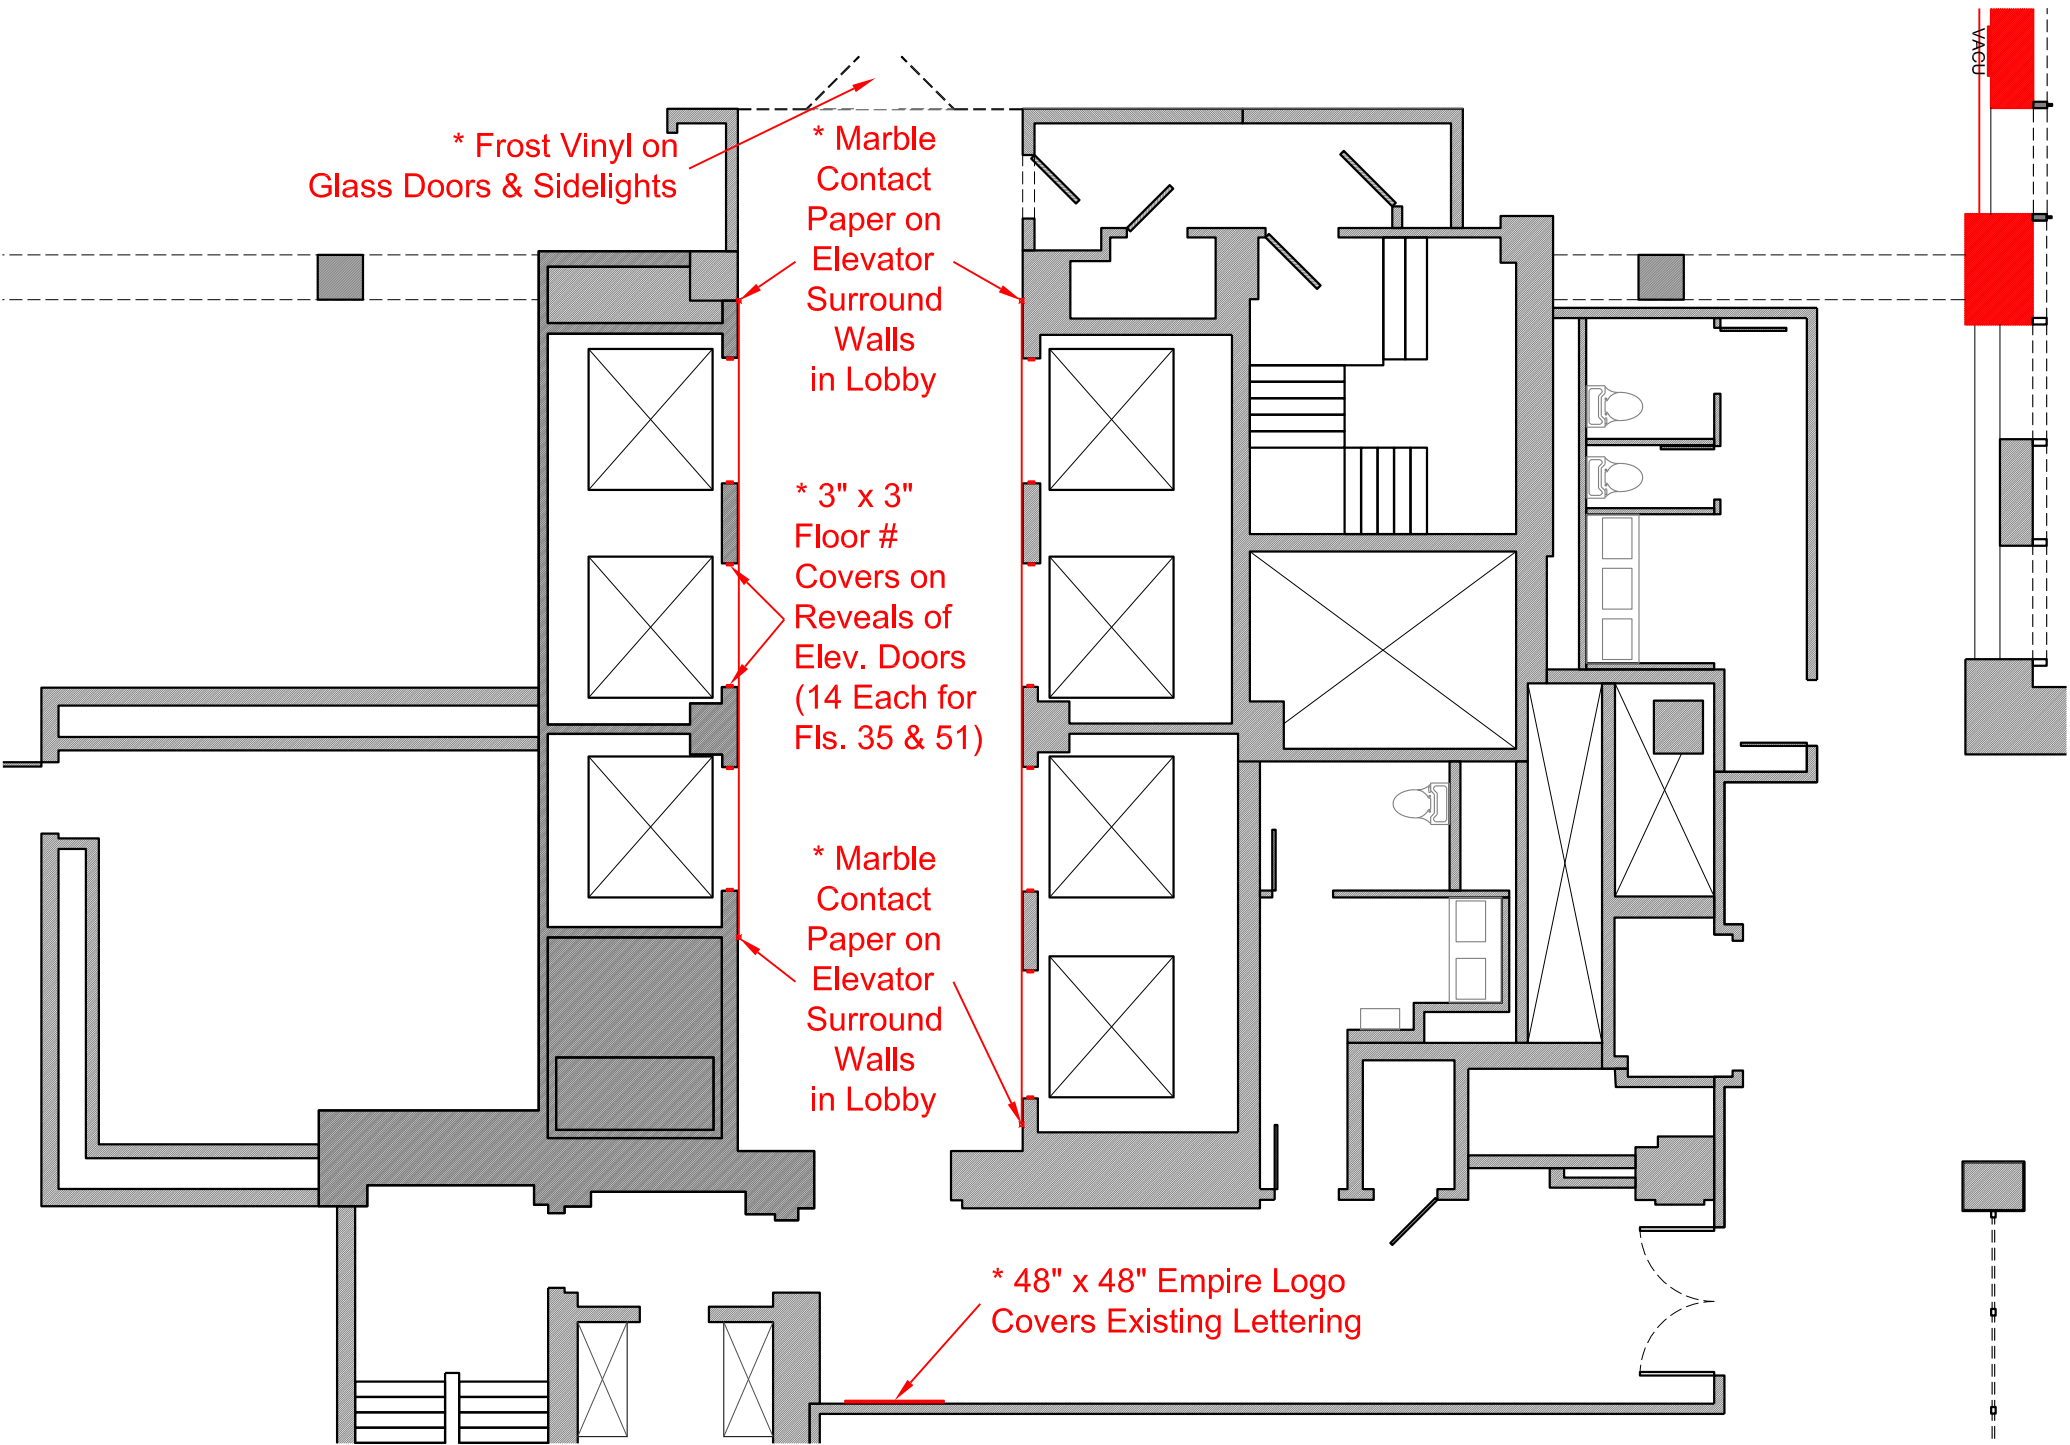 * Frost Vinyl on
Glass Doors & Sidelights
* Marble
Contact
Paper on
Elevator
Surround
Walls
in Lobby
VACU
* 3" x 3"
Floor #
Covers on
Reveals of
Elev. Doors
(14 Each for
Fls. 35 & 51)
* Marble
Contact
Paper on
Elevator
Surround
Walls
in Lobby
* 48" x 48" Empire Logo
Covers Existing Lettering